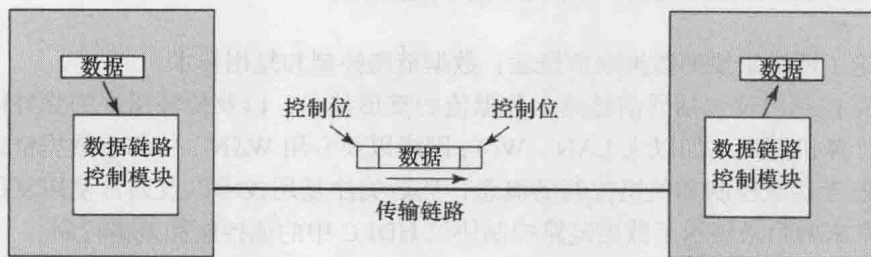 数据
数据链路
控制模块
控制位
控制位
数据
传输链路
数据
数据链路
控制模块